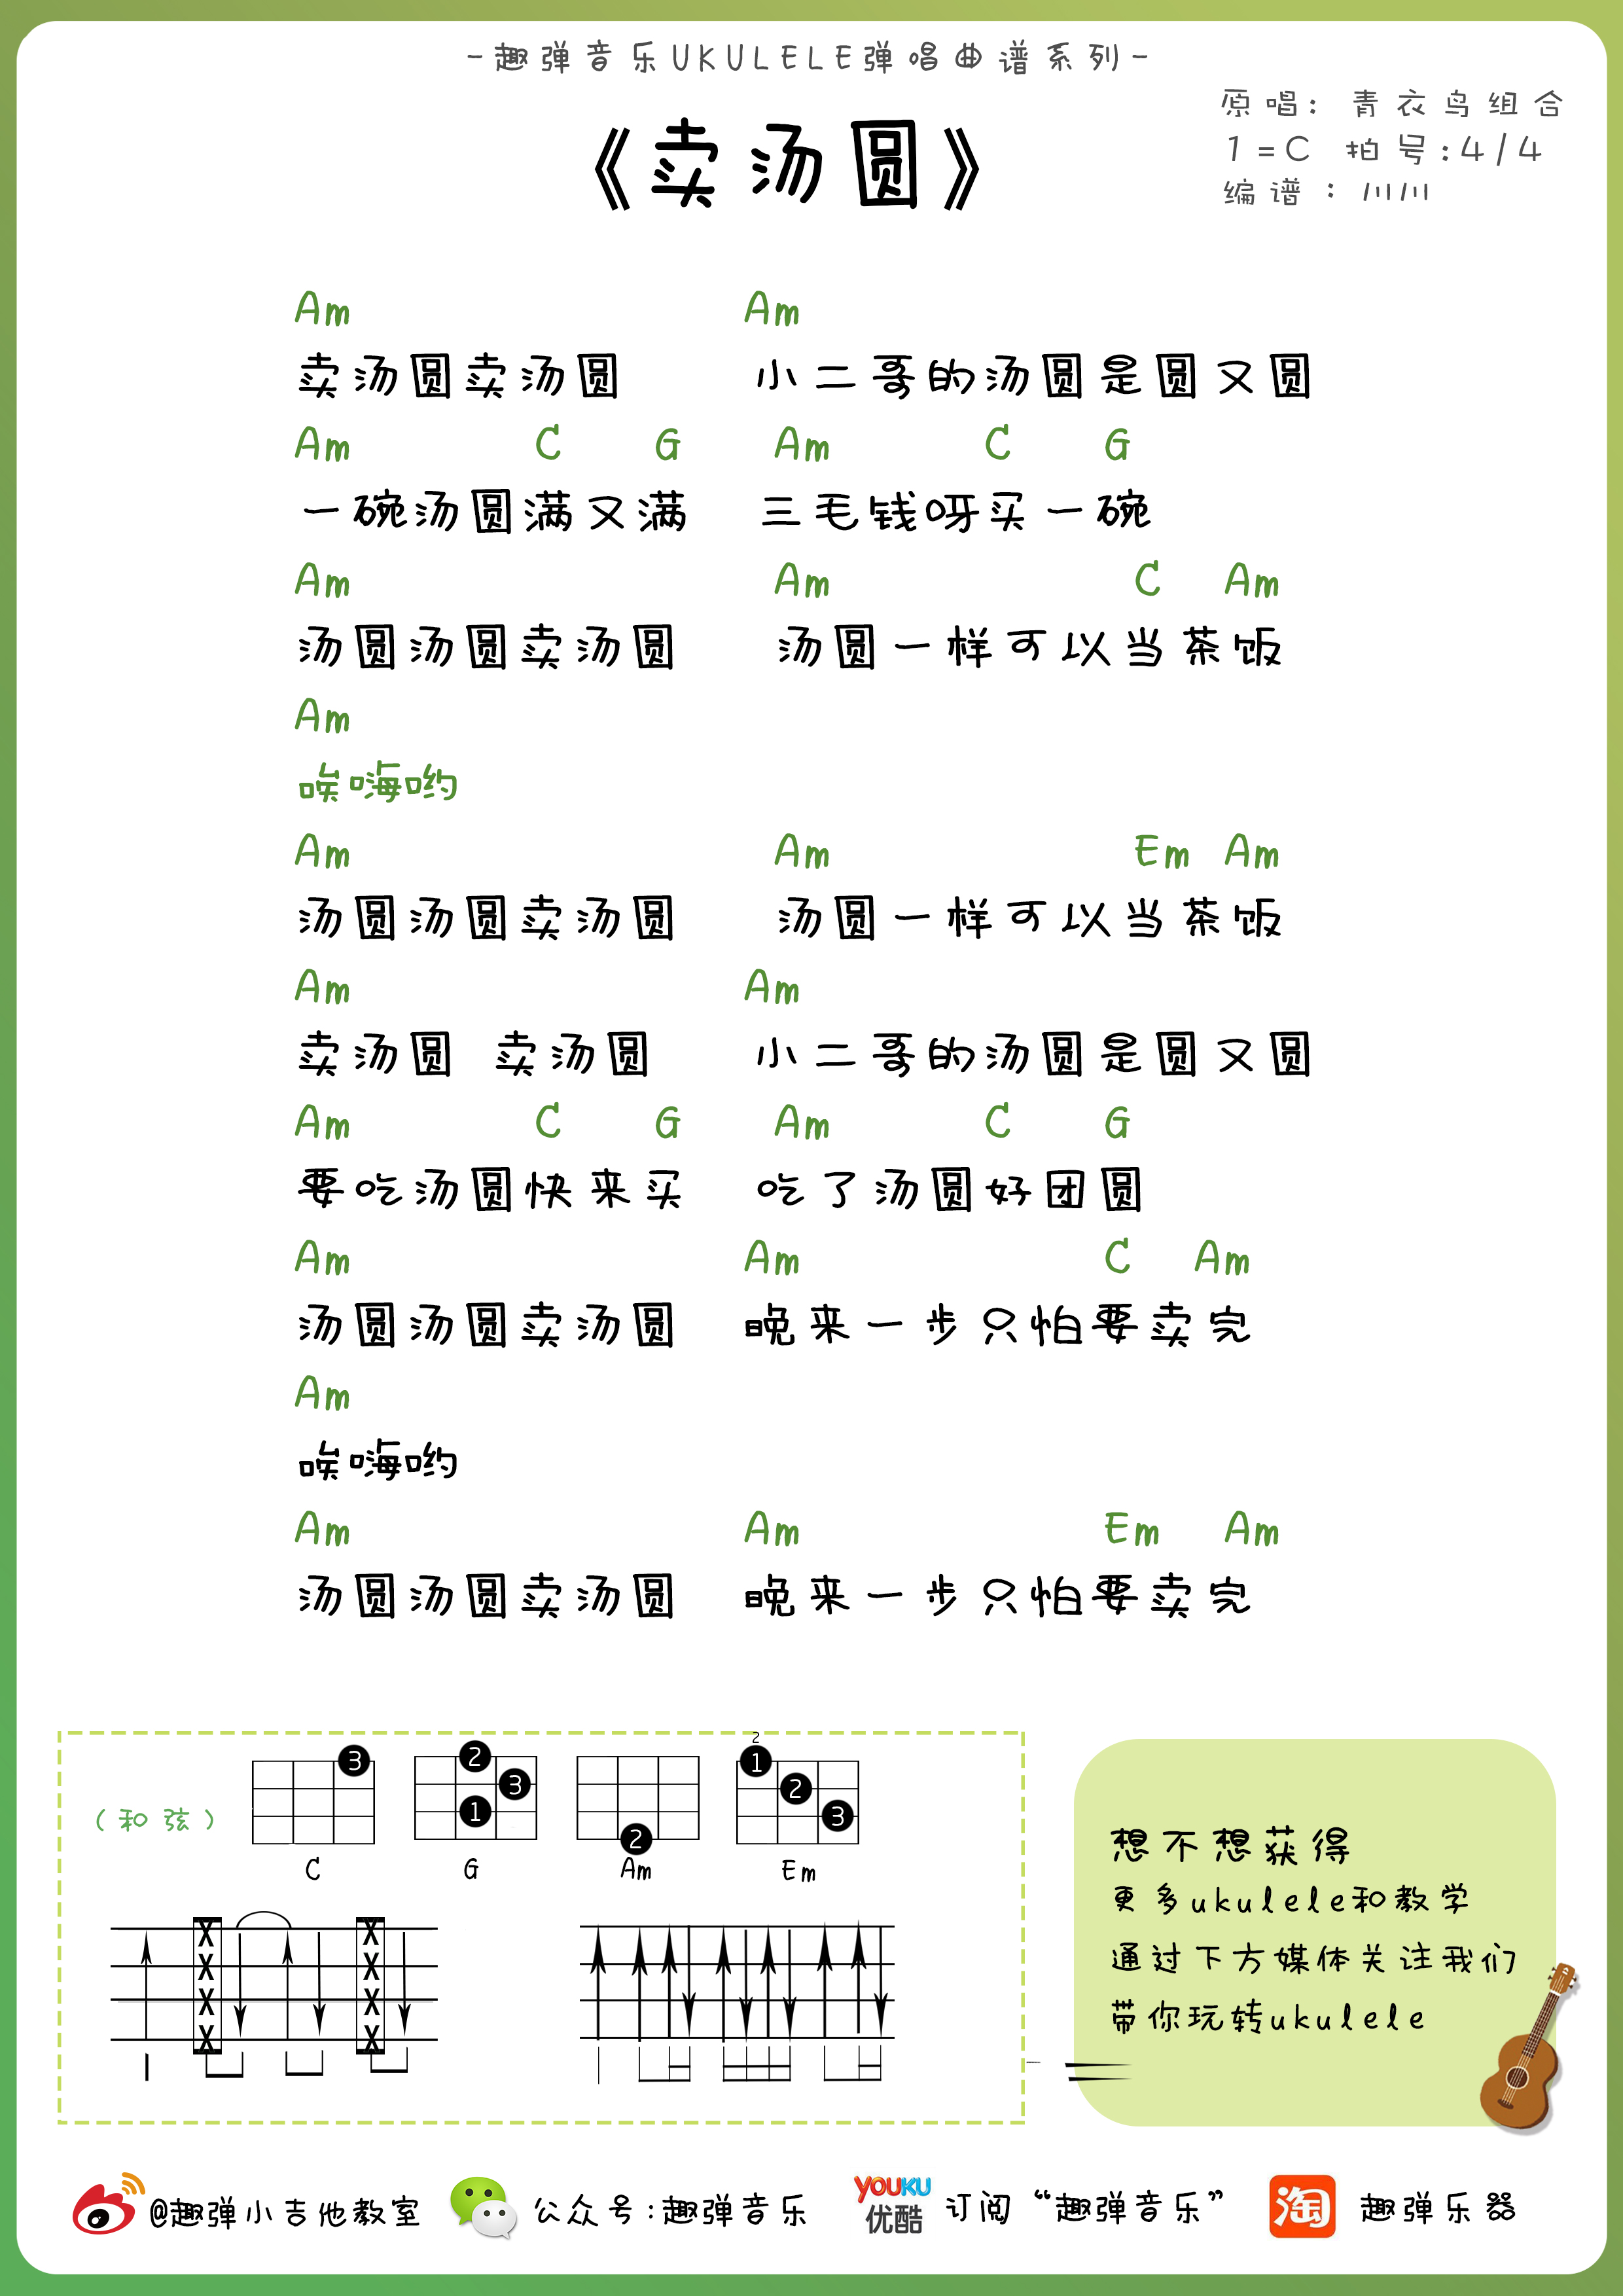 -趣弹音乐UKULELE弹唱曲谱系列-
《卖汤圆》
原唱: 青衣鸟组合
1=C 拍号:4/4
编谱 : 川川
Am Am
卖汤圆卖汤圆 小二哥的汤圆是圆又圆
Am C G Am C G
一碗汤圆满又满 三毛钱呀买一碗
Am Am C Am
汤圆汤圆卖汤圆 汤圆一样可以当茶饭
Am
唉嗨哟
Am Am Em Am
汤圆汤圆卖汤圆 汤圆一样可以当茶饭
Am Am
卖汤圆 卖汤圆 小二哥的汤圆是圆又圆
Am C G Am C G
要吃汤圆快来买 吃了汤圆好团圆
Am Am C Am
汤圆汤圆卖汤圆 晚来一步只怕要卖完
Am
唉嗨哟
Am Am Em Am
汤圆汤圆卖汤圆 晚来一步只怕要卖完
(和弦)
3
2 3 1
2
2 1 2 3
C G Am Em
X X
X X
X X
X X
想不想获得
更多ukulele和教学
通过下方媒体关注我们
带你玩转ukulele
@趣弹小吉他教室
公众号:趣弹音乐
YOUKU
优酷
订阅“趣弹音乐”
淘
趣弹乐器